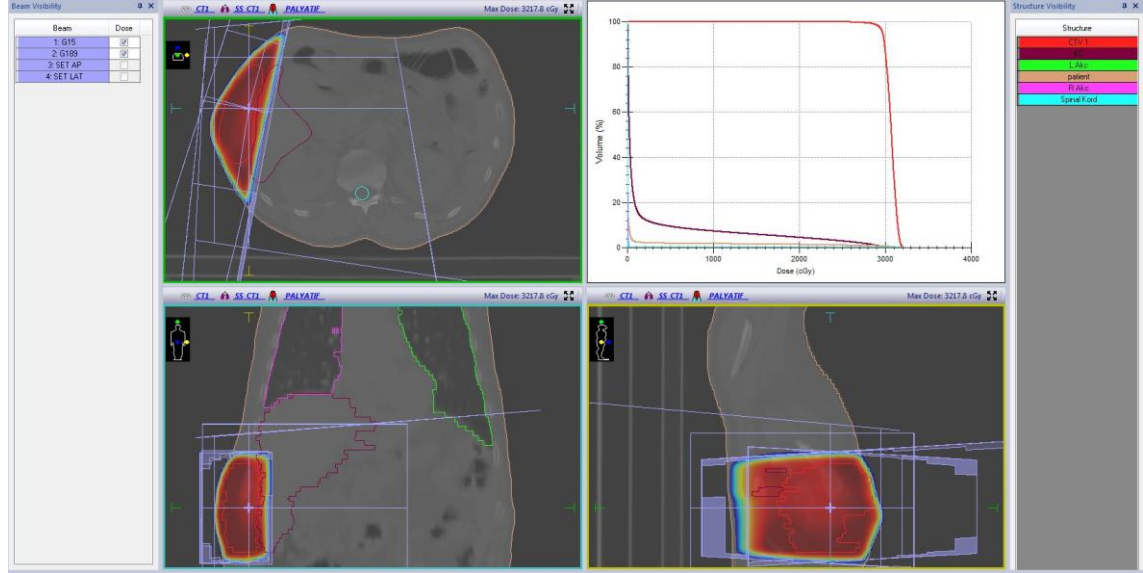 Beam Visibility
Beam Dose
1: G15
2: G189
3: SET AP
4: SET LAT
CT1 SS CT1 PALYATIF Max Dose: 3217.8 cGy
100
80
60
40
20
0
Volume (%)
0 1000 2000 3000 4000
Dose (cGy)
CT1 SS CT1 PALYATIF Max Dose: 3217.8 cGy
CT1 SS CT1 PALYATIF Max Dose: 3217.8 cGy
Structure Visibility
Structure
CTV 1
L Akc
patient
R Akc
Spinal Kord